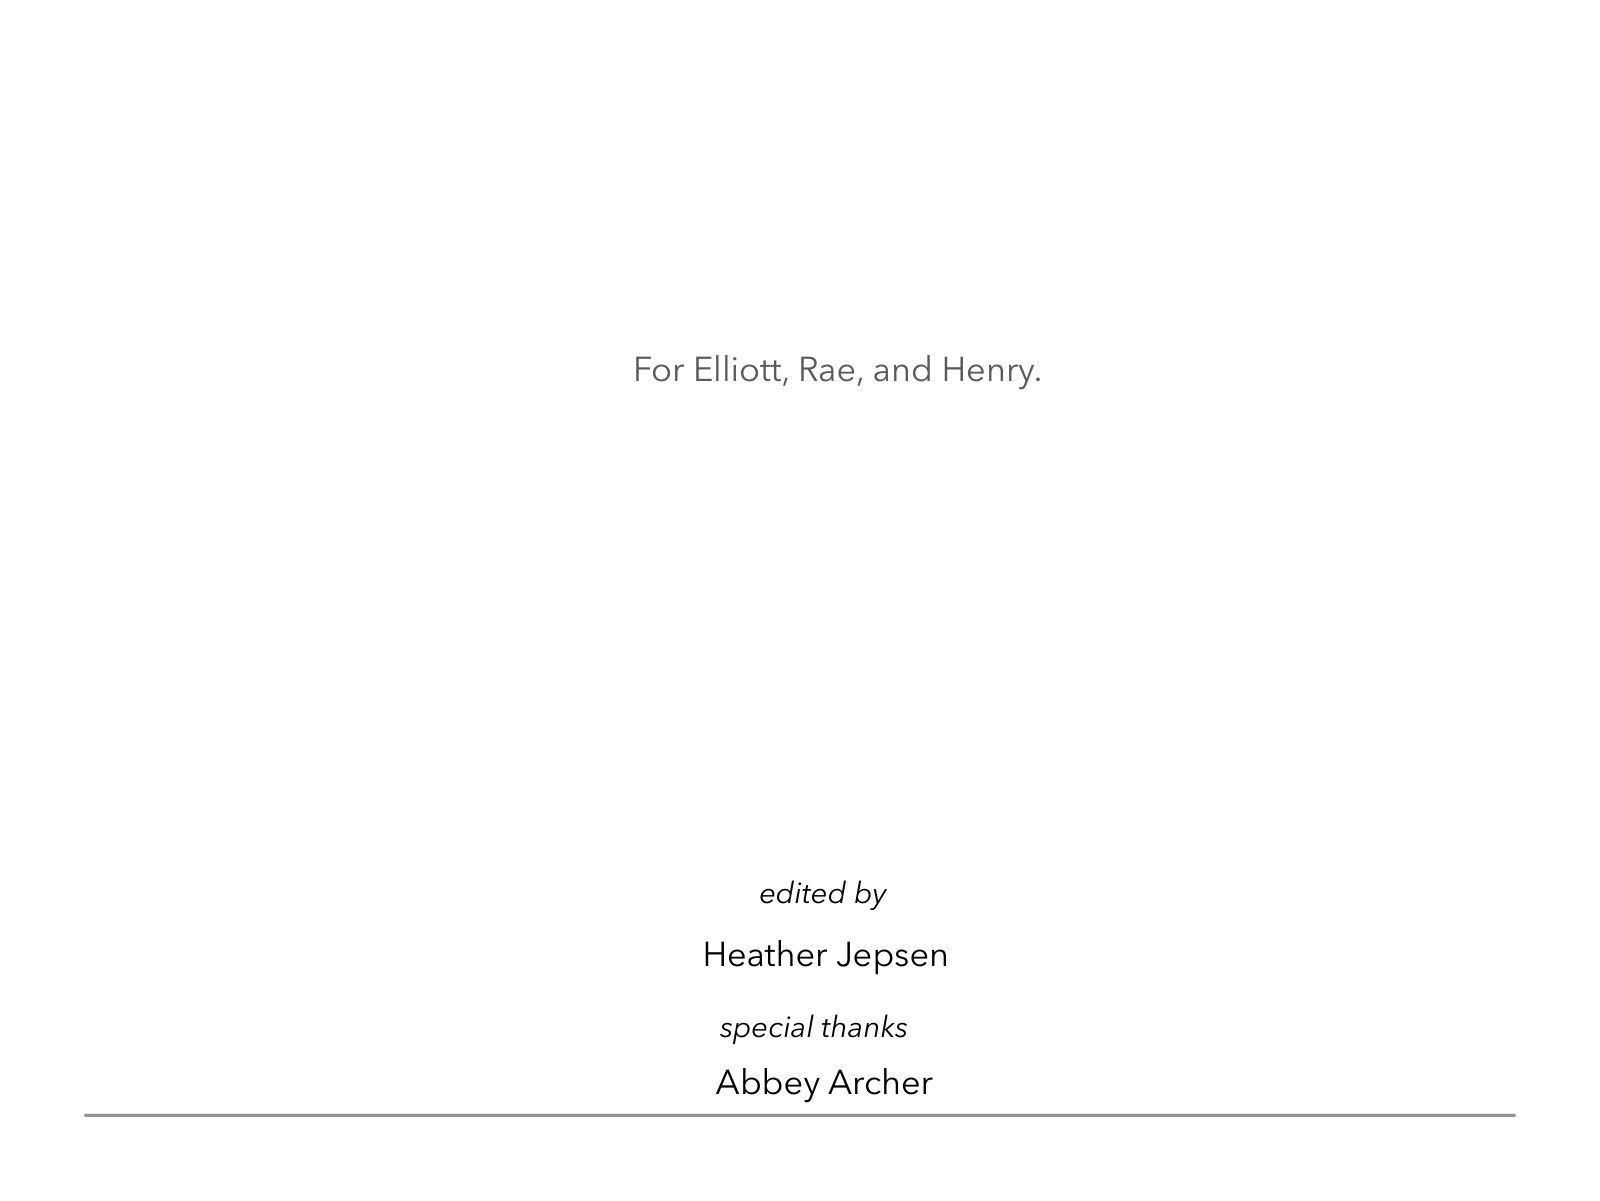 For Elliott, Rae, and Henry.
edited by
Heather Jepsen
special thanks
Abbey Archer